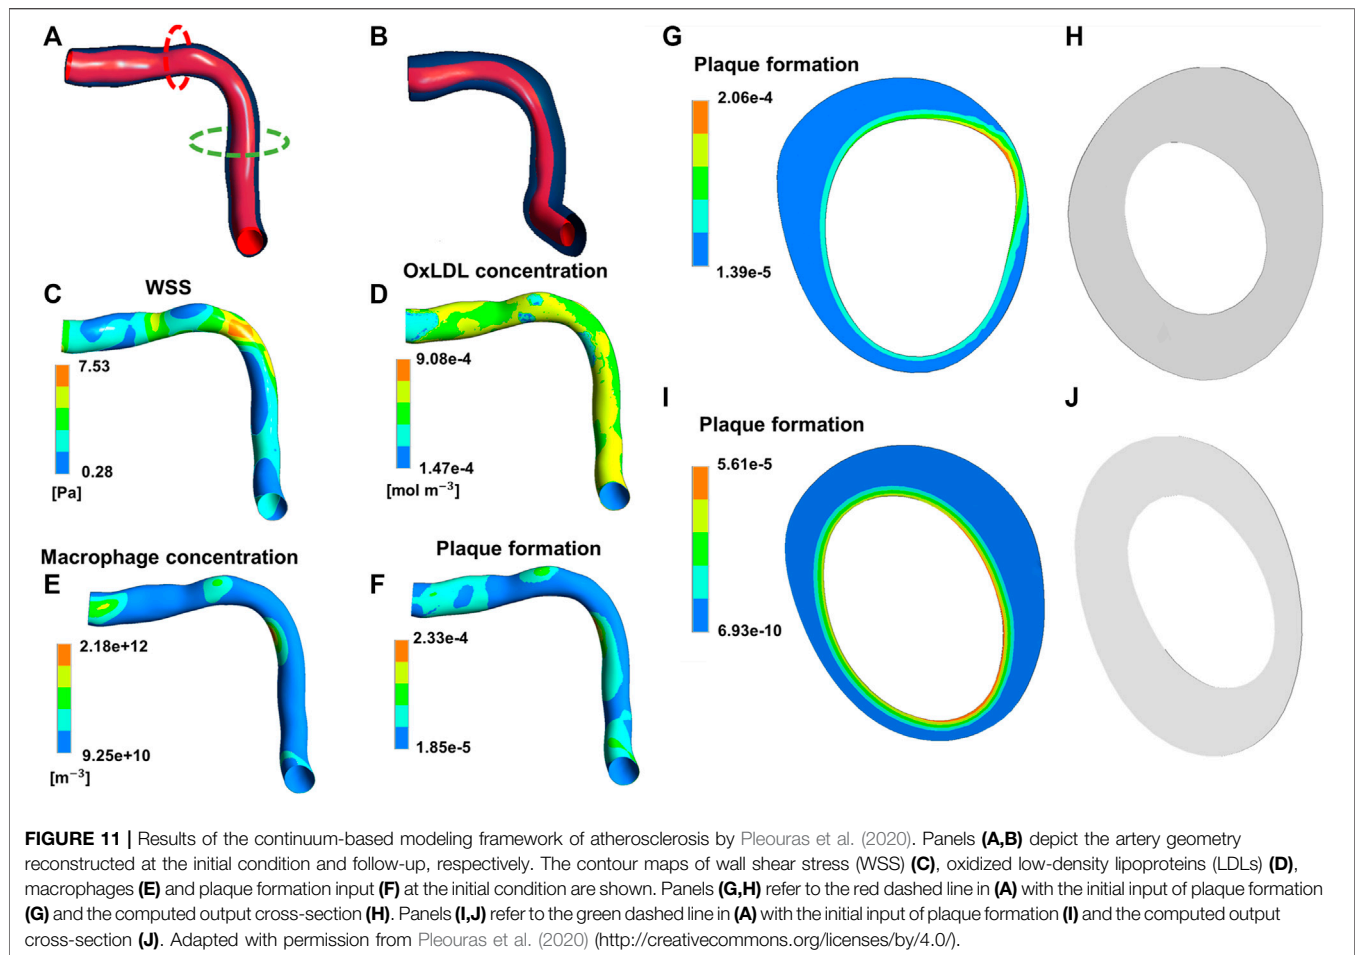 A
B
G
Plaque formation
2.06e-4
1.39e-5
H
C
WSS
7.53
0.28
[Pa]
D
OxLDL concentration
9.08e-4
1.47e-4
[mol m⁻³]
E
Macrophage concentration
2.18e+12
9.25e+10
[m⁻³]
F
Plaque formation
2.33e-4
1.85e-5
I
Plaque formation
5.61e-5
6.93e-10
J
FIGURE 11 | Results of the continuum-based modeling framework of atherosclerosis by Pleouras et al. (2020). Panels (A,B) depict the artery geometry
reconstructed at the initial condition and follow-up, respectively. The contour maps of wall shear stress (WSS) (C), oxidized low-density lipoproteins (LDLs) (D),
macrophages (E) and plaque formation input (F) at the initial condition are shown. Panels (G,H) refer to the red dashed line in (A) with the initial input of plaque formation
(G) and the computed output cross-section (H). Panels (I,J) refer to the green dashed line in (A) with the initial input of plaque formation (I) and the computed output
cross-section (J). Adapted with permission from Pleouras et al. (2020) (http://creativecommons.org/licenses/by/4.0/).